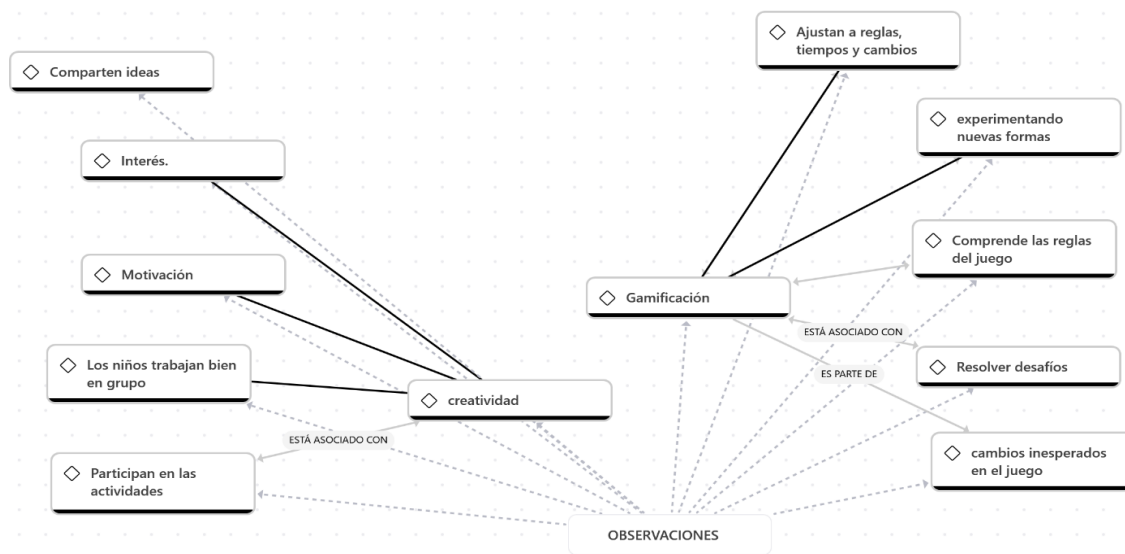 Ajustan a reglas,
tiempos y cambios
Comparten ideas
experimentando
nuevas formas
Interés.
Comprende las reglas
del juego
Motivación
Gamificación
ESTÁ ASOCIADO CON
Los niños trabajan bien
en grupo
Resolver desafíos
ES PARTE DE
creatividad
ESTÁ ASOCIADO CON
cambios inesperados
en el juego
Participan en las
actividades
OBSERVACIONES